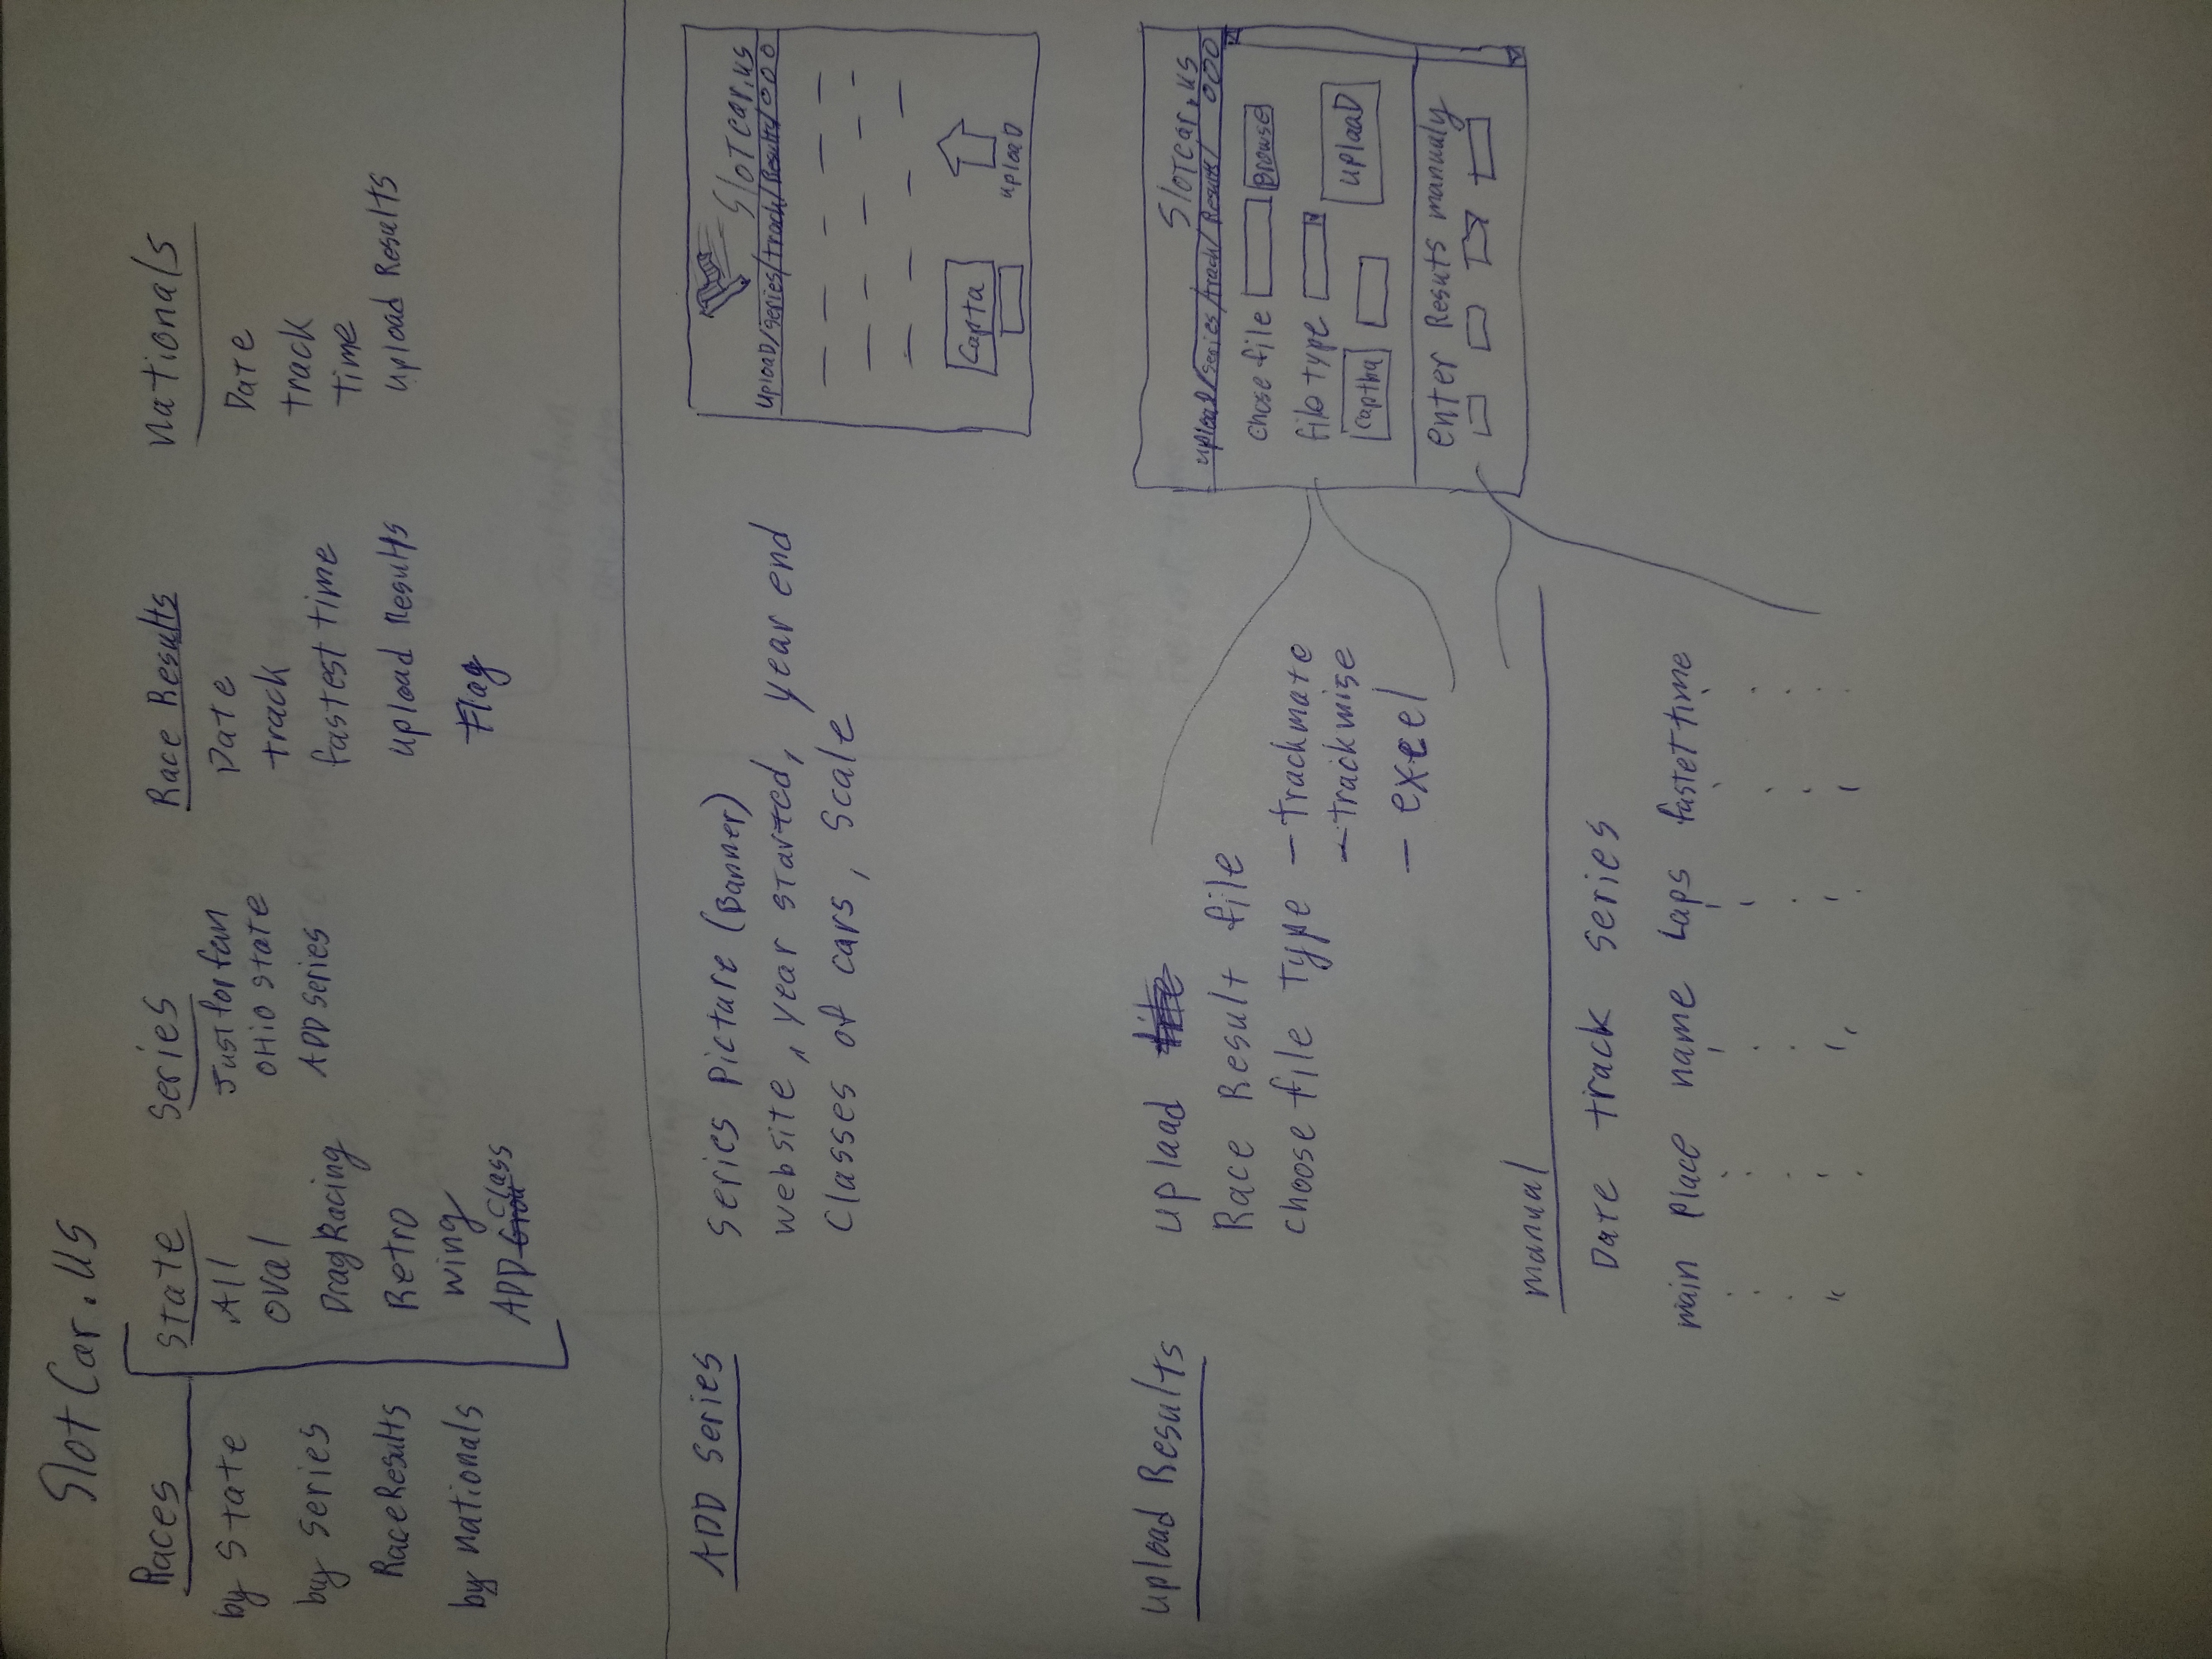 Slot Car.us
Races
by State
by series
Race Results
by nationals
State
All
oval
Drag Racing
Retro
wing
ADD Class
Series
Just for fun
OHio state
ADD series
Race Results
Date
track
fastest time
upload Results
Flag
Nationals
Date
track
time
upload Results
ADD series
series picture (Banner)
website, year started, year end
Classes of cars, Scale
Slotcar.us
uploaD/series/track/Results/ooo
Capta
uploaD
upload Results
uplaad
Race Result file
choose file type – trackmate
– trackmise
– excel
Slotcar.us
uploaD/series/track/Results/ ooo
chose file
Browse
file type
captha
uplaaD
enter Resuts manualy
manual
Date track series
main place name Laps fastet time